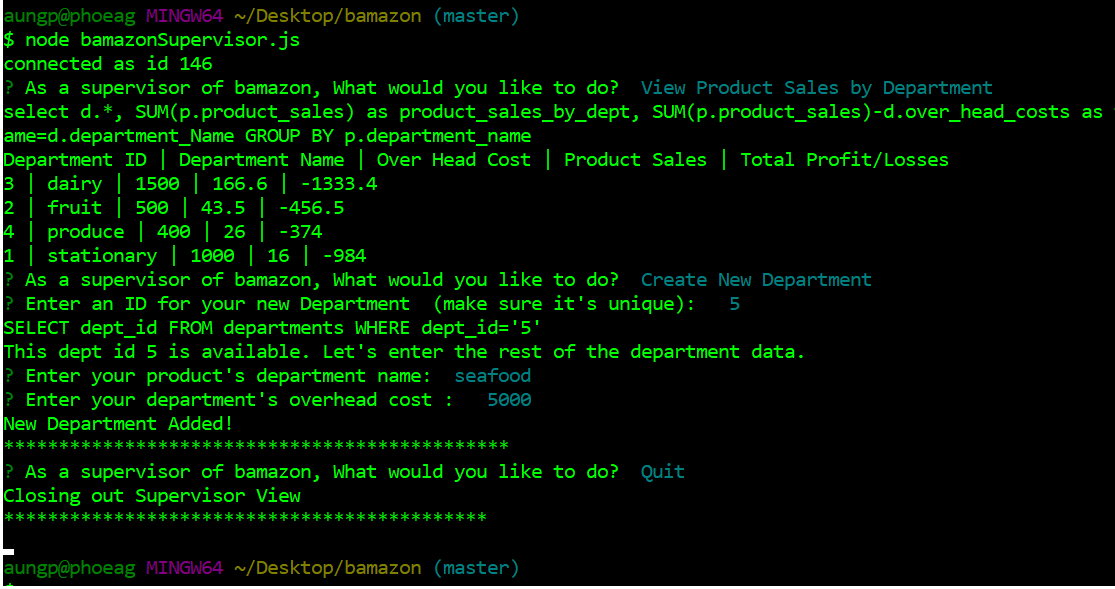 aungp@phoeag MINGW64 ~/Desktop/bamazon (master)
$ node bamazonSupervisor.js
connected as id 146
? As a supervisor of bamazon, What would you like to do?  View Product Sales by Department
select d.*, SUM(p.product_sales) as product_sales_by_dept, SUM(p.product_sales)-d.over_head_costs as
ame=d.department_Name GROUP BY p.department_name
Department ID | Department Name | Over Head Cost | Product Sales | Total Profit/Losses
3 | dairy | 1500 | 166.6 | -1333.4
2 | fruit | 500 | 43.5 | -456.5
4 | produce | 400 | 26 | -374
1 | stationary | 1000 | 16 | -984
? As a supervisor of bamazon, What would you like to do?  Create New Department
? Enter an ID for your new Department  (make sure it's unique):   5
SELECT dept_id FROM departments WHERE dept_id='5'
This dept id 5 is available. Let's enter the rest of the department data.
? Enter your product's department name:  seafood
? Enter your department's overhead cost :   5000
New Department Added!
**********************************************
? As a supervisor of bamazon, What would you like to do?  Quit
Closing out Supervisor View
********************************************
aungp@phoeag MINGW64 ~/Desktop/bamazon (master)